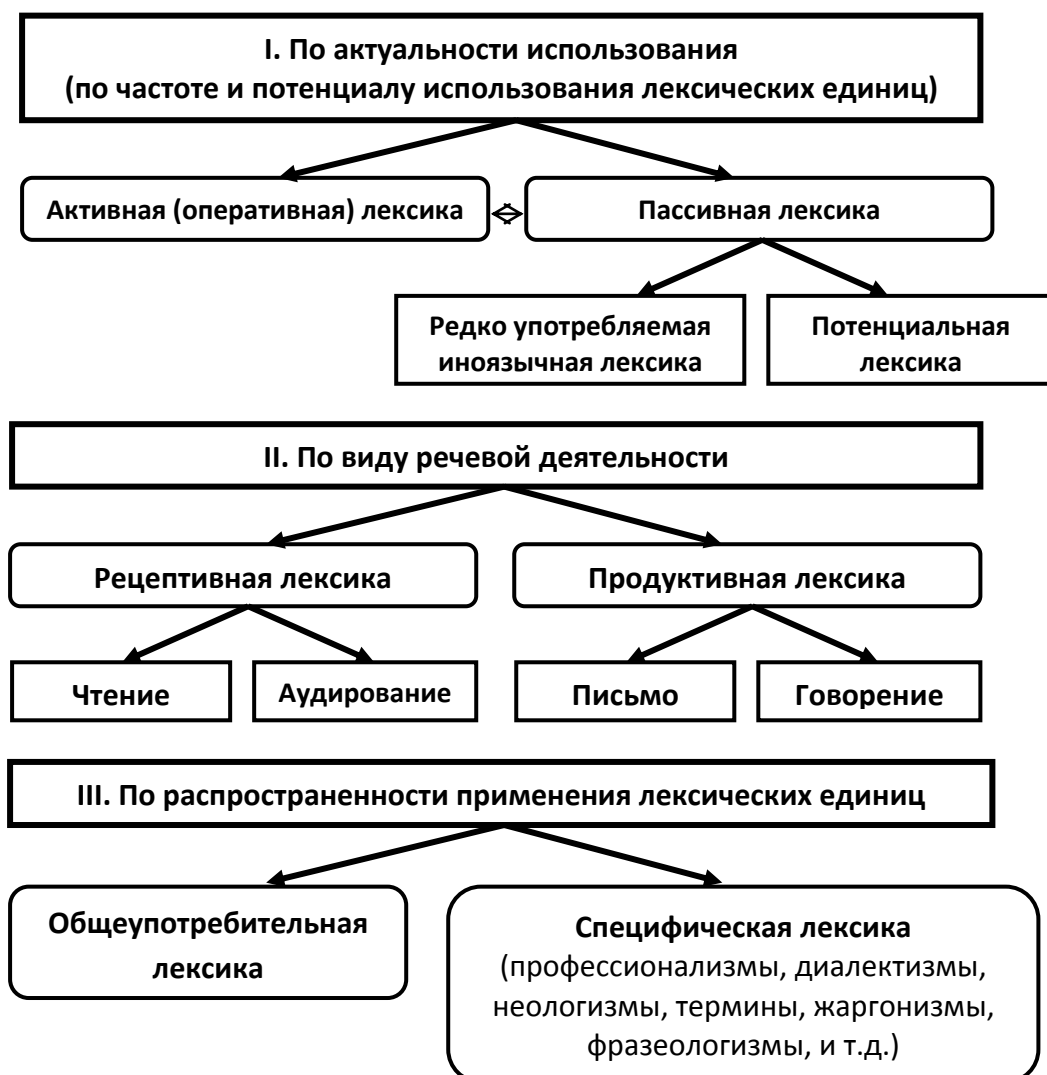 I. По актуальности использования
(по частоте и потенциалу использования лексических единиц)
Активная (оперативная) лексика
Пассивная лексика
Редко употребляемая
иноязычная лексика
Потенциальная
лексика
II. По виду речевой деятельности
Рецептивная лексика
Продуктивная лексика
Чтение
Аудирование
Письмо
Говорение
III. По распространенности применения лексических единиц
Общеупотребительная
лексика
Специфическая лексика
(профессионализмы, диалектизмы,
неологизмы, термины, жаргонизмы,
фразеологизмы, и т.д.)